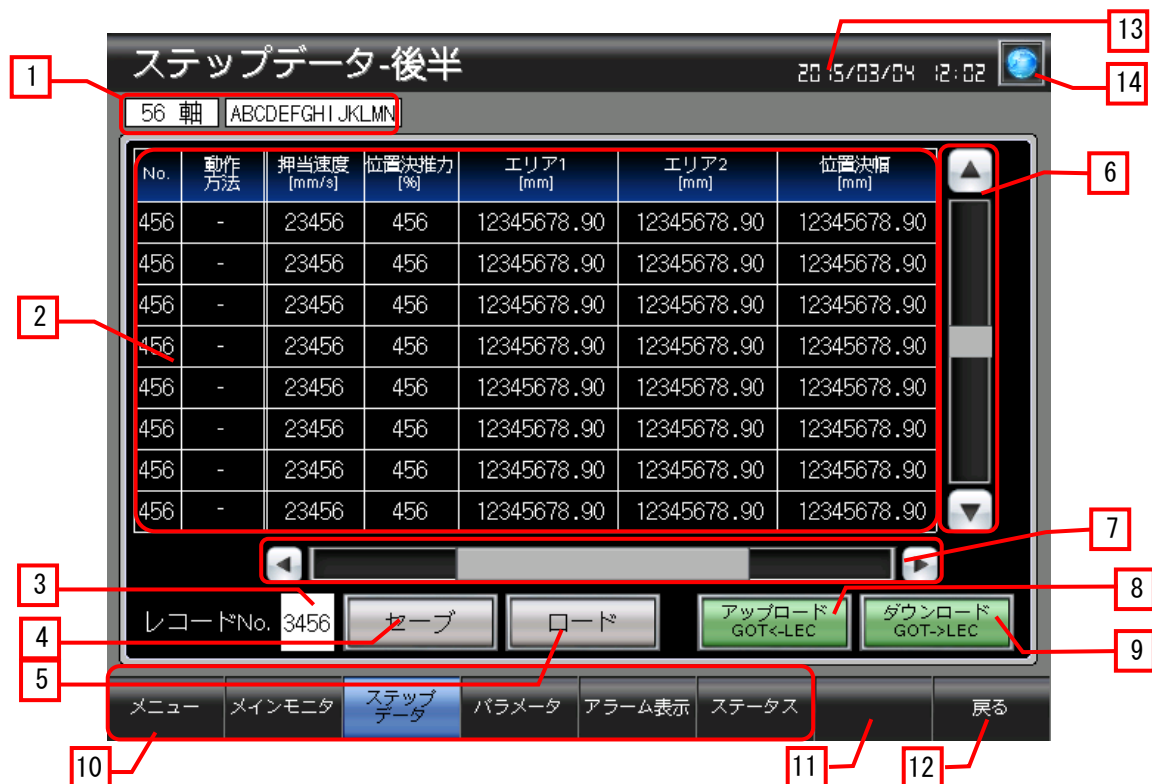 13
ステップデータ-後半
2015/03/04 12:02
1
14
56 軸 ABCDEFGHIJKLMN
No. 動作方法 押当速度[mm/s] 位置決推力[%] エリア1[mm] エリア2[mm] 位置決幅[mm]
6
456 - 23456 456 12345678.90 12345678.90 12345678.90
456 - 23456 456 12345678.90 12345678.90 12345678.90
456 - 23456 456 12345678.90 12345678.90 12345678.90
2
456 - 23456 456 12345678.90 12345678.90 12345678.90
456 - 23456 456 12345678.90 12345678.90 12345678.90
456 - 23456 456 12345678.90 12345678.90 12345678.90
456 - 23456 456 12345678.90 12345678.90 12345678.90
456 - 23456 456 12345678.90 12345678.90 12345678.90
7
3
8
レコードNo. 3456 セーブ ロード アップロード GOT<-LEC ダウンロード GOT->LEC
4
9
5
メニュー メインモニタ ステップデータ パラメータ アラーム表示 ステータス 戻る
10
11
12